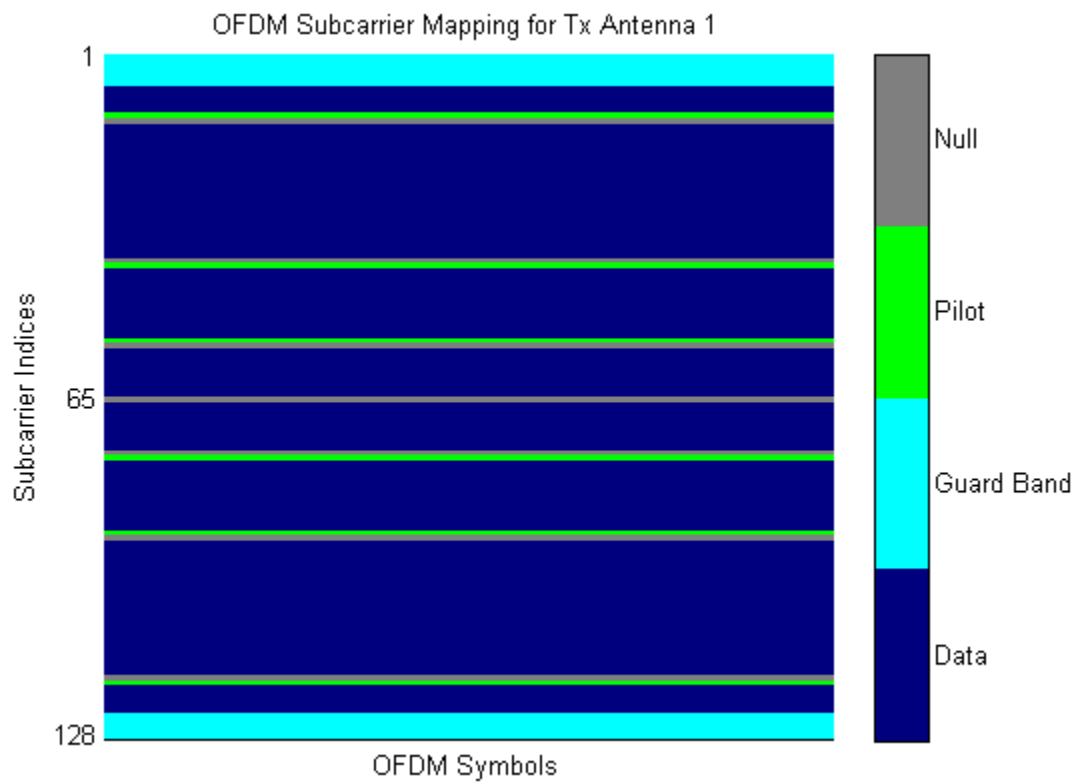 OFDM Subcarrier Mapping for Tx Antenna 1
1
65
128
Subcarrier Indices
OFDM Symbols
Null
Pilot
Guard Band
Data